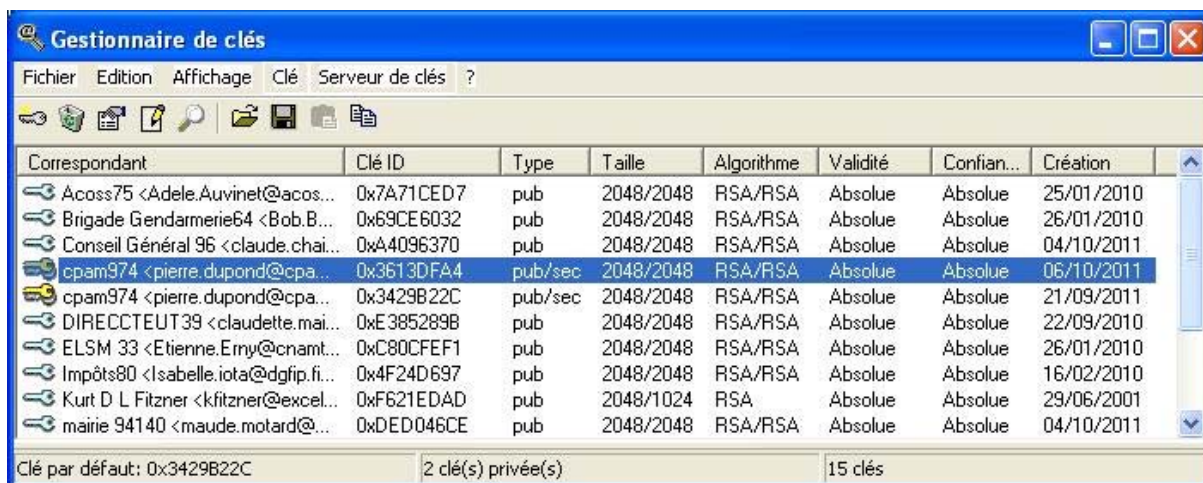 Gestionnaire de clés
Fichier Edition Affichage Clé Serveur de clés ?
Correspondant Clé ID Type Taille Algorithme Validité Confian... Création
Acoss75 <Adele.Auvinet@acos... 0x7A71CED7 pub 2048/2048 RSA/RSA Absolue Absolue 25/01/2010
Brigade Gendarmerie64 <Bob.B... 0x69CE6032 pub 2048/2048 RSA/RSA Absolue Absolue 26/01/2010
Conseil Général 96 <claude.chai... 0xA4096370 pub 2048/2048 RSA/RSA Absolue Absolue 04/10/2011
cpam974 <pierre.dupond@cpa... 0x3613DFA4 pub/sec 2048/2048 RSA/RSA Absolue Absolue 06/10/2011
cpam974 <pierre.dupond@cpa... 0x3429B22C pub/sec 2048/2048 RSA/RSA Absolue Absolue 21/09/2011
DIRECCTEUT39 <claudette.mai... 0xE385289B pub 2048/2048 RSA/RSA Absolue Absolue 22/09/2010
ELSM 33 <Etienne.Erny@cnamt... 0xC80CFEF1 pub 2048/2048 RSA/RSA Absolue Absolue 26/01/2010
Impôts80 <Isabelle.iota@dgfip.fi... 0x4F24D697 pub 2048/2048 RSA/RSA Absolue Absolue 16/02/2010
Kurt D L Fitzner <kfitzner@excel... 0xF621EDAD pub 2048/1024 RSA Absolue Absolue 29/06/2001
mairie 94140 <maude.motard@... 0xDED046CE pub 2048/2048 RSA/RSA Absolue Absolue 04/10/2011
Clé par défaut: 0x3429B22C 2 clé(s) privée(s) 15 clés